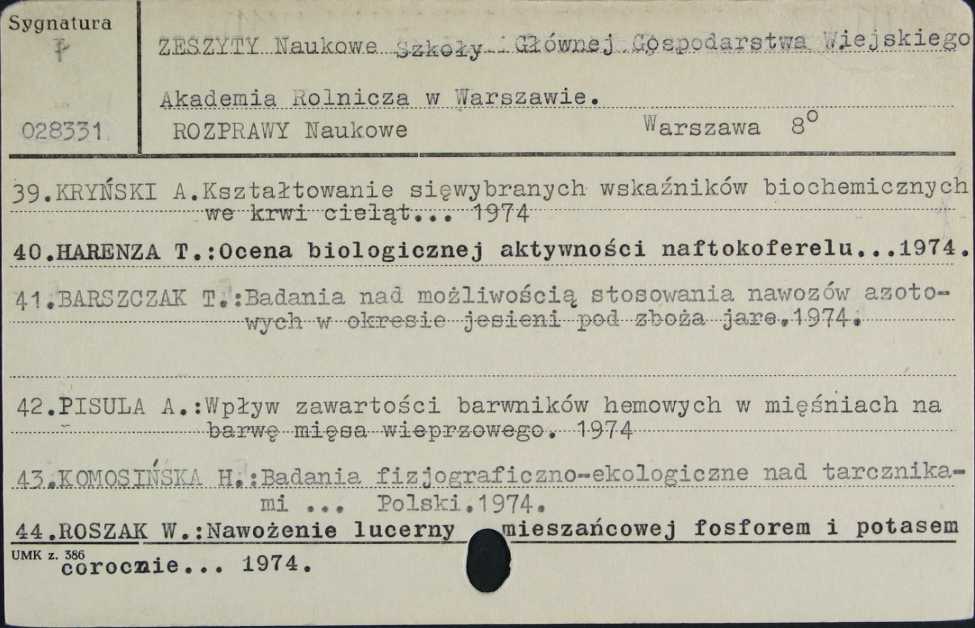 Sygnatura
ZESZYTY Naukowe Szkoły Głównej Gospodarstwa Wiejskiego
Akademia Rolnicza w Warszawie.
028331 ROZPRAWY Naukowe Warszawa 8o
39.KRYŃSKI A.Kształtowanie sięwybranych wskaźników biochemicznych
we krwi cieląt... 1974
40.HARENZA T.:Ocena biologicznej aktywności naftokoferelu...1974.
41.BARSZCZAK T.:Badania nad możliwością stosowania nawozów azoto-
wych w okresie jesieni pod zboża jare.1974.
42.PISULA A.:Wpływ zawartości barwników hemowych w mięśniach na
barwę mięsa wieprzowego. 1974
43.KOMOSIŃSKA H.:Badania fizjograficzno-ekologiczne nad tarcznika-
mi ... Polski.1974.
44.ROSZAK W.:Nawożenie lucerny mieszańcowej fosforem i potasem
UMK z. 386
corocznie... 1974.